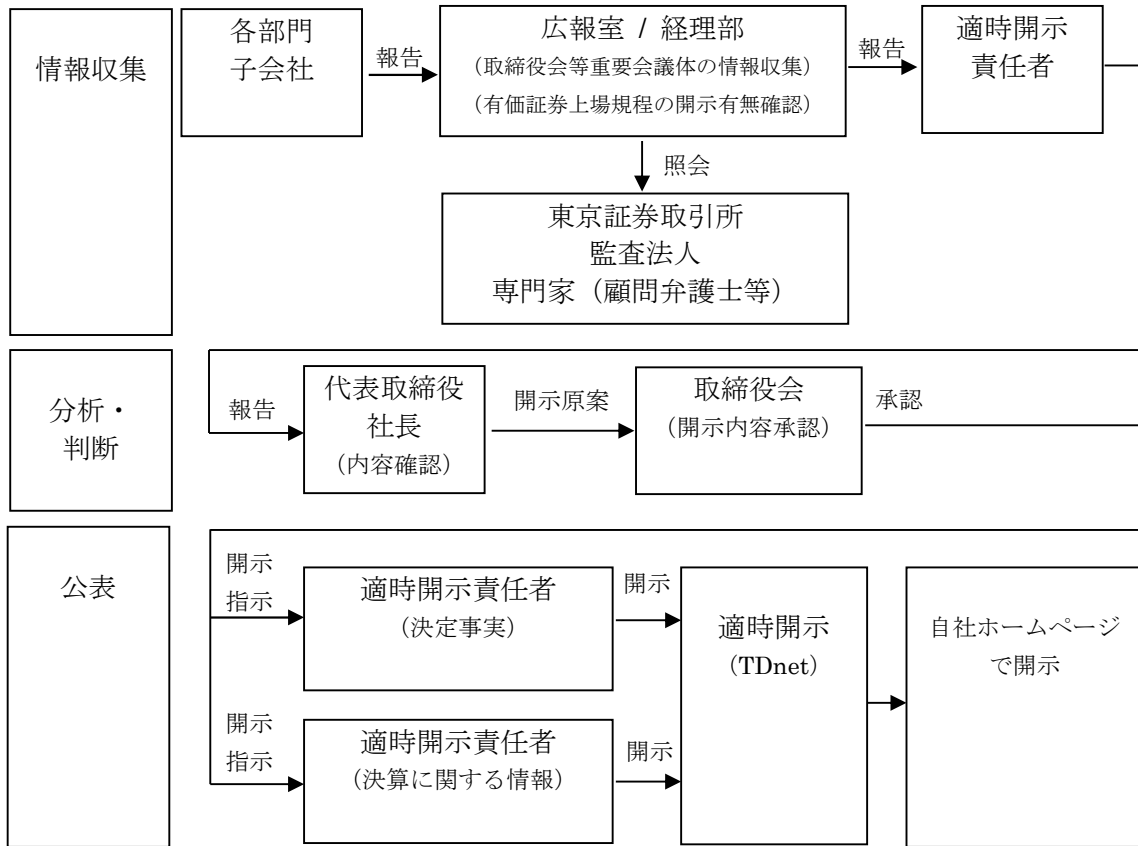 情報収集
各部門
子会社
報告
広報室 / 経理部
（取締役会等重要会議体の情報収集）
（有価証券上場規程の開示有無確認）
報告
適時開示
責任者
照会
東京証券取引所
監査法人
専門家（顧問弁護士等）
分析・
判断
報告
代表取締役
社長
（内容確認）
開示原案
取締役会
（開示内容承認）
承認
公表
開示
指示
適時開示責任者
（決定事実）
開示
開示
指示
適時開示責任者
（決算に関する情報）
開示
適時開示
（TDnet）
自社ホームページ
で開示